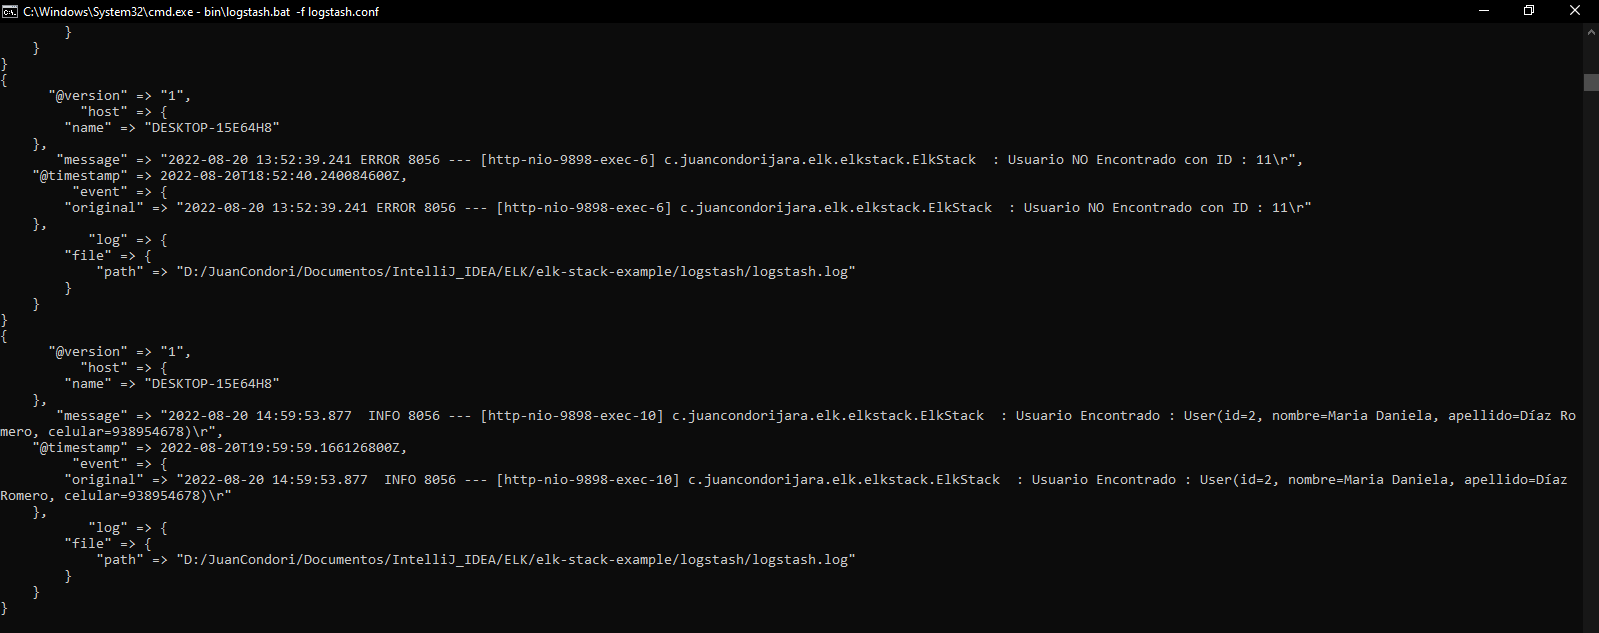 C:\Windows\System32\cmd.exe - bin\logstash.bat  -f logstash.conf
        }
    }
}
{
      "@version" => "1",
          "host" => {
        "name" => "DESKTOP-15E64H8"
    },
       "message" => "2022-08-20 13:52:39.241 ERROR 8056 --- [http-nio-9898-exec-6] c.juancondorijara.elk.elkstack.ElkStack  : Usuario NO Encontrado con ID : 11\r",
    "@timestamp" => 2022-08-20T18:52:40.240084600Z,
         "event" => {
        "original" => "2022-08-20 13:52:39.241 ERROR 8056 --- [http-nio-9898-exec-6] c.juancondorijara.elk.elkstack.ElkStack  : Usuario NO Encontrado con ID : 11\r"
    },
           "log" => {
        "file" => {
            "path" => "D:/JuanCondori/Documentos/IntelliJ_IDEA/ELK/elk-stack-example/logstash/logstash.log"
        }
    }
}
{
      "@version" => "1",
          "host" => {
        "name" => "DESKTOP-15E64H8"
    },
       "message" => "2022-08-20 14:59:53.877  INFO 8056 --- [http-nio-9898-exec-10] c.juancondorijara.elk.elkstack.ElkStack  : Usuario Encontrado : User(id=2, nombre=Maria Daniela, apellido=Díaz Ro
mero, celular=938954678)\r",
    "@timestamp" => 2022-08-20T19:59:59.166126800Z,
         "event" => {
        "original" => "2022-08-20 14:59:53.877  INFO 8056 --- [http-nio-9898-exec-10] c.juancondorijara.elk.elkstack.ElkStack  : Usuario Encontrado : User(id=2, nombre=Maria Daniela, apellido=Díaz
Romero, celular=938954678)\r"
    },
           "log" => {
        "file" => {
            "path" => "D:/JuanCondori/Documentos/IntelliJ_IDEA/ELK/elk-stack-example/logstash/logstash.log"
        }
    }
}